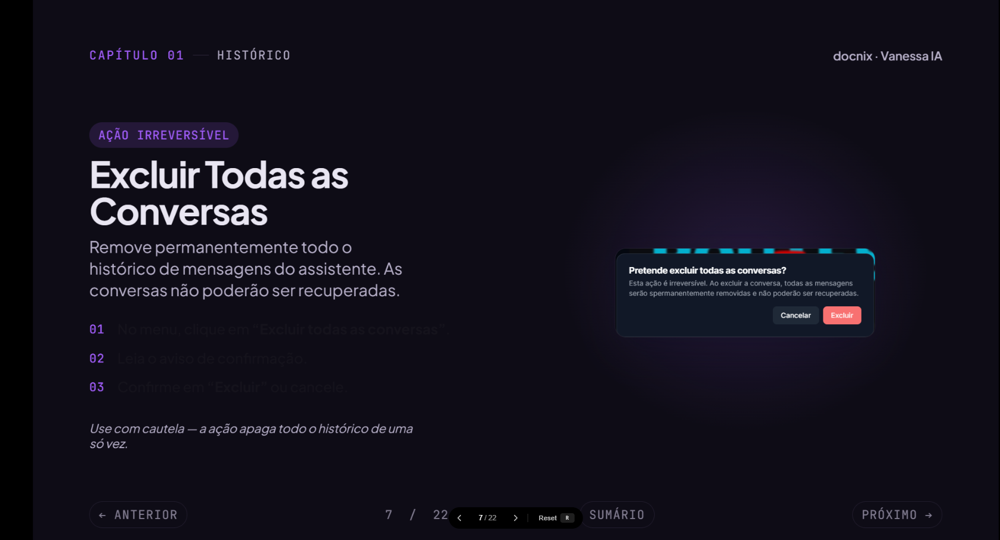 CAPÍTULO 01 — HISTÓRICO
docnix · Vanessa IA
AÇÃO IRREVERSÍVEL
Excluir Todas as
Conversas
Remove permanentemente todo o
histórico de mensagens do assistente. As
conversas não poderão ser recuperadas.
01 No menu, clique em “Excluir todas as conversas”.
02 Leia o aviso de confirmação.
03 Confirme em “Excluir” ou cancele.
Use com cautela — a ação apaga todo o histórico de uma
só vez.
Pretende excluir todas as conversas?
Esta ação é irreversível. Ao excluir a conversa, todas as mensagens
serão spermanentemente removidas e não poderão ser recuperadas.
Cancelar Excluir
← ANTERIOR
7 / 22
7 / 22 Reset R
SUMÁRIO
PRÓXIMO →